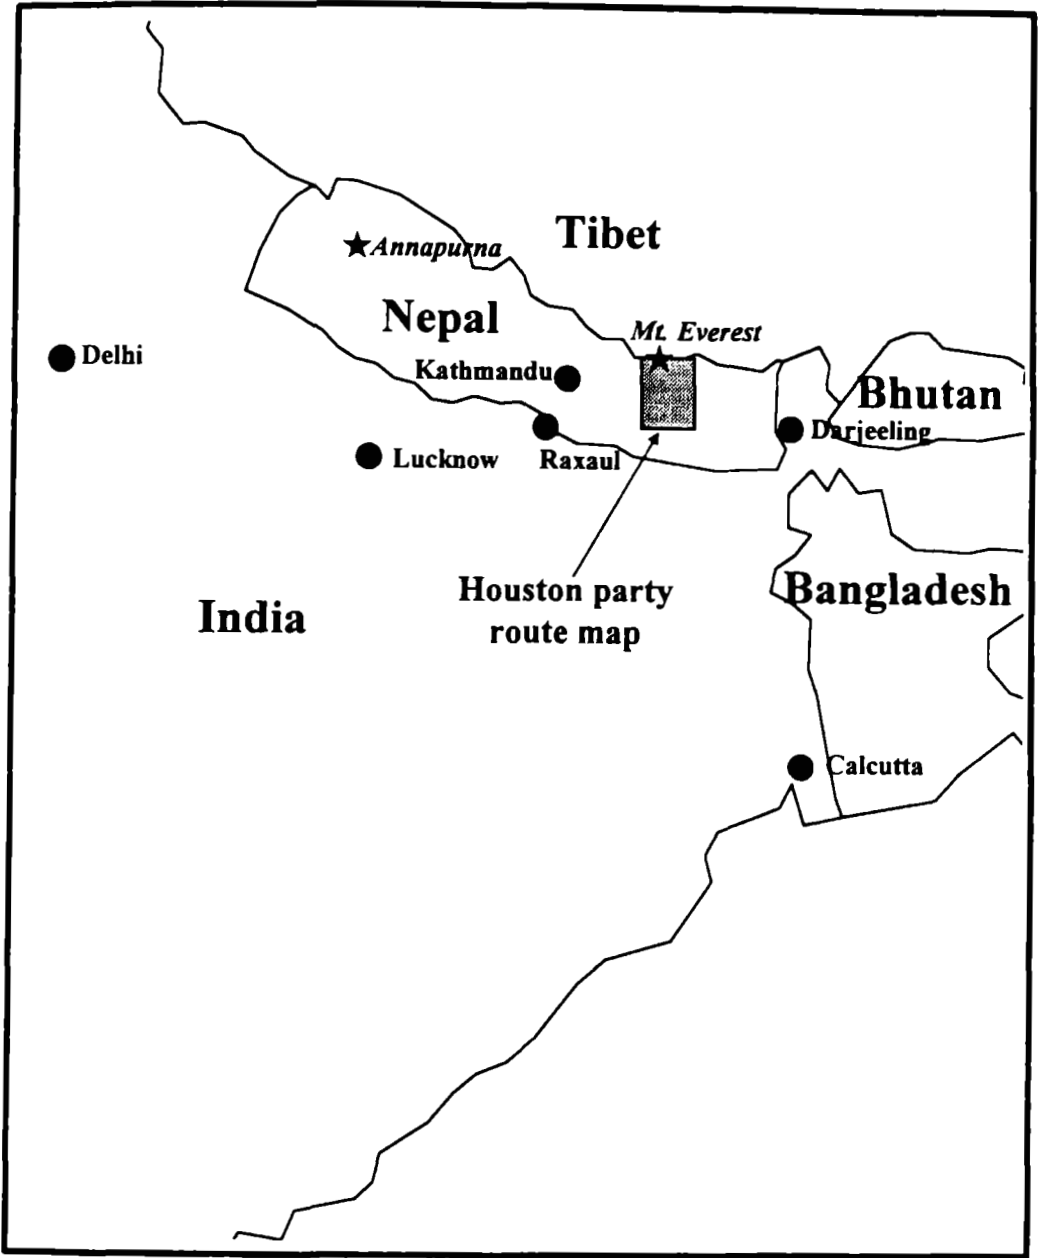 Tibet
Annapurna
Nepal
Mt. Everest
Delhi
Kathmandu
Bhutan
Darjeeling
Lucknow
Raxaul
Houston party
route map
Bangladesh
India
Calcutta